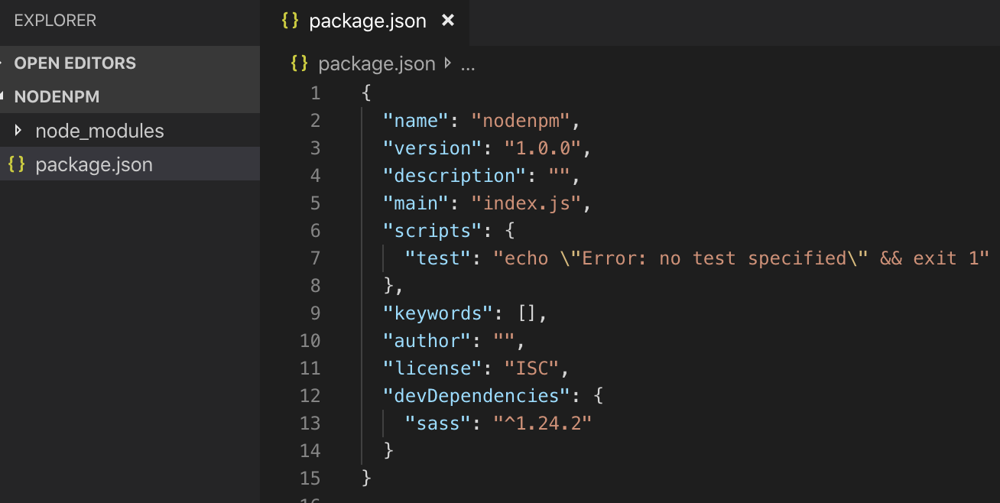 EXPLORER
OPEN EDITORS
NODENPM
node_modules
{} package.json
{} package.json ×
{} package.json ...
1 {
2 "name": "nodenpm",
3 "version": "1.0.0",
4 "description": "",
5 "main": "index.js",
6 "scripts": {
7 "test": "echo \"Error: no test specified\" && exit 1"
8 },
9 "keywords": [],
10 "author": "",
11 "license": "ISC",
12 "devDependencies": {
13 "sass": "^1.24.2"
14 }
15 }
16